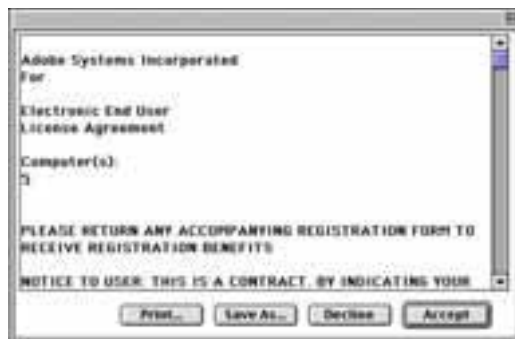 Adobe Systems Incorporated
For
Electronic End User
License Agreement
Computer(s):
PLEASE RETURN ANY ACCOMPANYING REGISTRATION FORM TO
RECEIVE REGISTRATION BENEFITS
NOTICE TO USER: THIS IS A CONTRACT. BY INDICATING YOUR
Print... Save As... Decline Accept